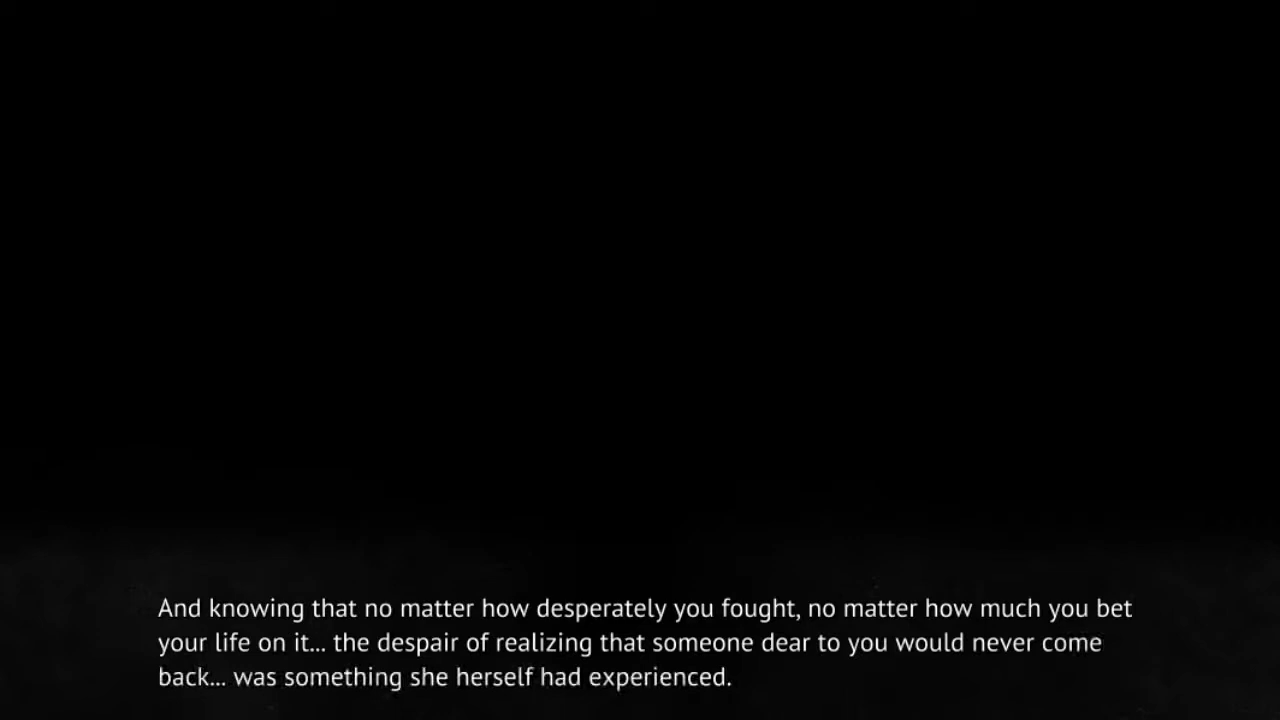 And knowing that no matter how desperately you fought, no matter how much you bet
your life on it... the despair of realizing that someone dear to you would never come
back... was something she herself had experienced.